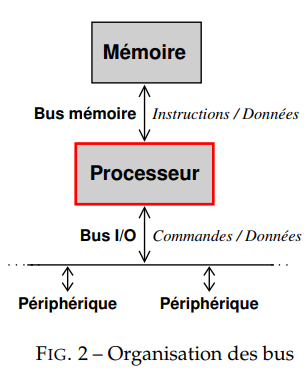 Mémoire
Bus mémoire Instructions / Données
Processeur
Bus I/O Commandes / Données
Périphérique Périphérique
FIG. 2 – Organisation des bus